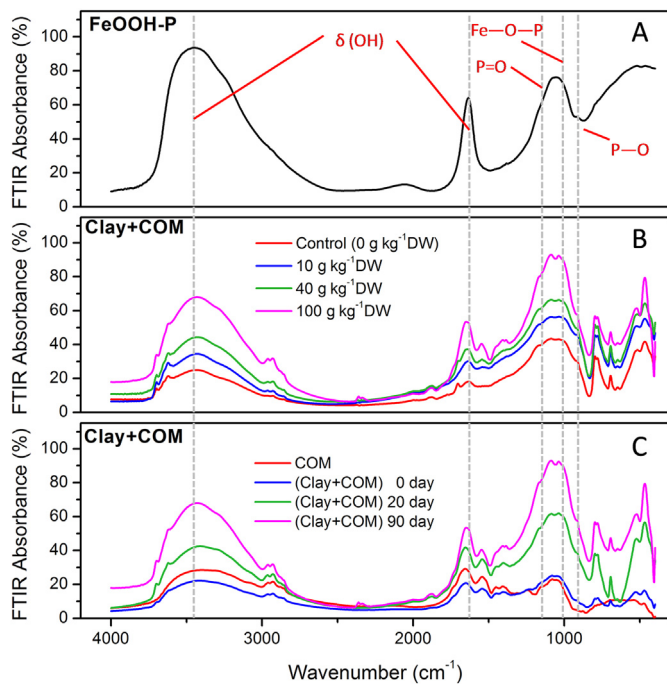 FeOOH-P
A
δ (OH)
Fe—O—P
P=O
P—O
FTIR Absorbance (%)
100
80
60
40
20
0
Clay+COM
B
Control (0 g kg⁻¹DW)
10 g kg⁻¹DW
40 g kg⁻¹DW
100 g kg⁻¹DW
FTIR Absorbance (%)
100
80
60
40
20
0
Clay+COM
C
COM
(Clay+COM) 0 day
(Clay+COM) 20 day
(Clay+COM) 90 day
FTIR Absorbance (%)
100
80
60
40
20
0
4000 3000 2000 1000
Wavenumber (cm⁻¹)